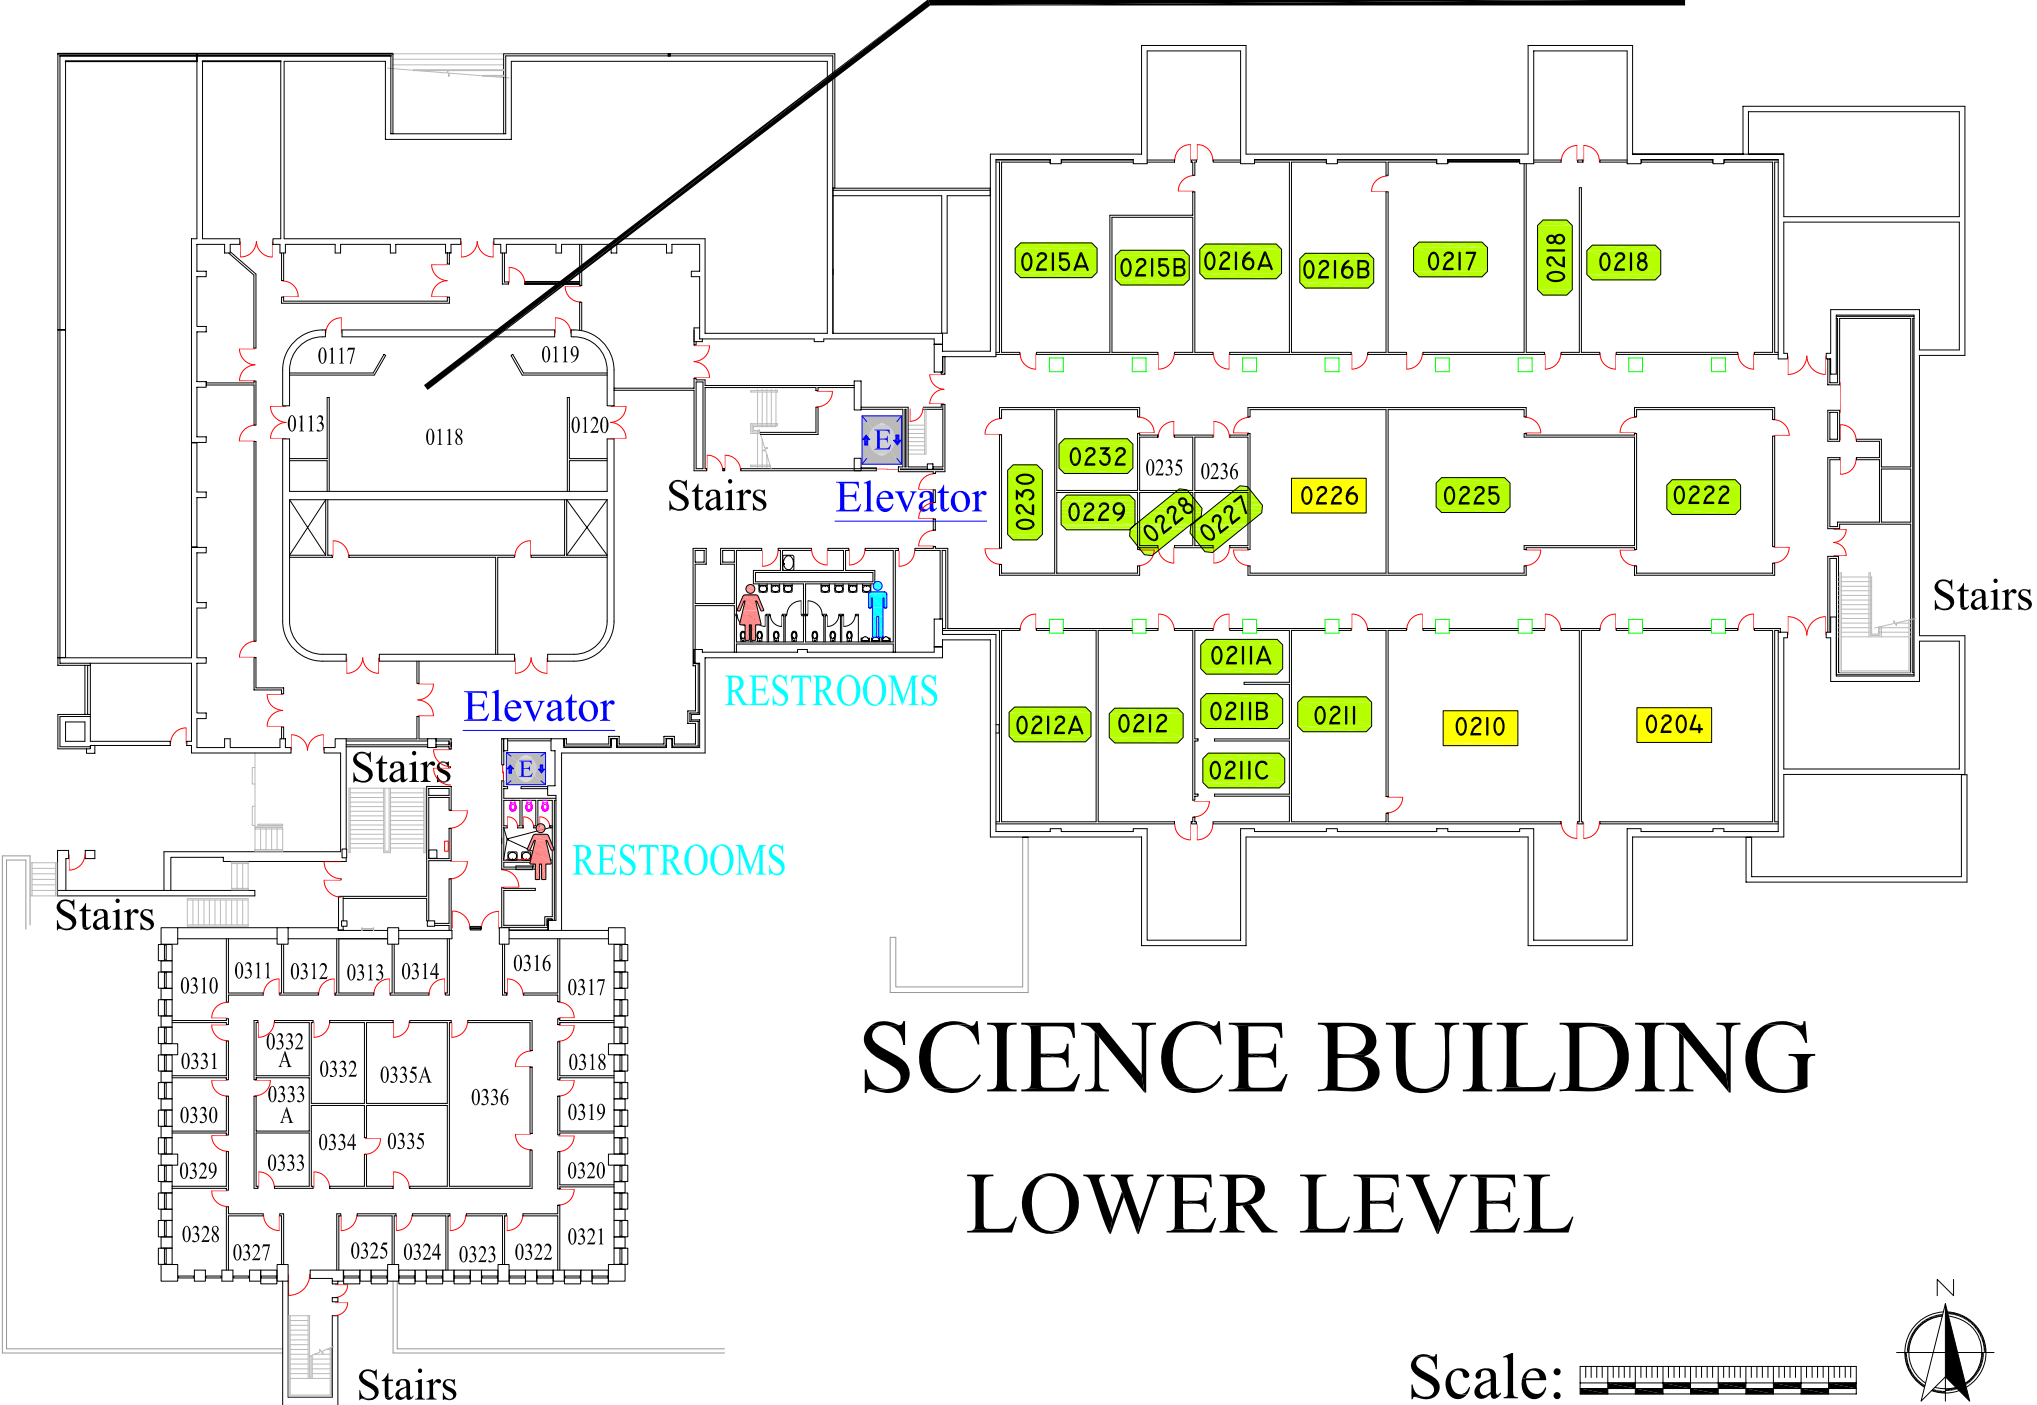 0215A
0215B
0216A
0216B
0217
0218
0218
0117
0119
0113
0118
0120
E
Stairs
Elevator
0230
0232
0229
0235
0236
0228
0227
0226
0225
0222
Stairs
RESTROOMS
Elevator
0212A
0212
0211A
0211B
0211C
0211
0210
0204
Stairs
E
RESTROOMS
Stairs
0310
0311
0312
0313
0314
0316
0317
0331
0332
A
0332
0335A
0336
0318
0330
0333
A
0319
0329
0333
0334
0335
0320
0328
0327
0325
0324
0323
0322
0321
Stairs
SCIENCE BUILDING
LOWER LEVEL
N
Scale: